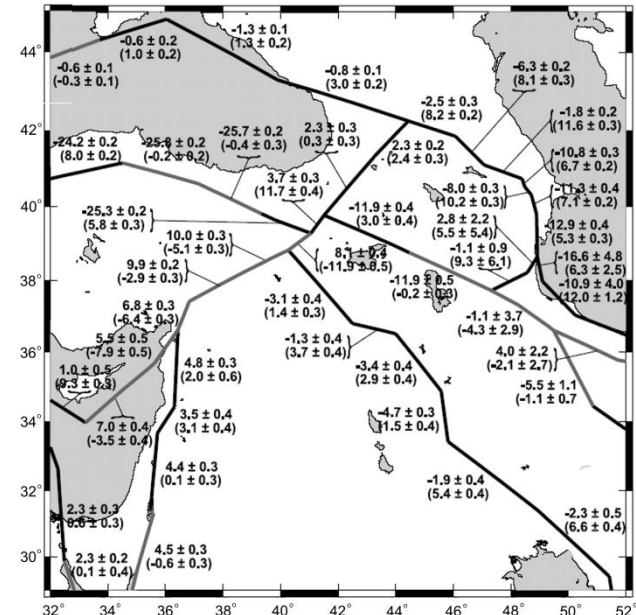 44°
42°
40°
38°
36°
34°
32°
30°
-1.3 ± 0.1
(1.3 ± 0.2)
-0.6 ± 0.2
(1.0 ± 0.2)
-0.6 ± 0.1
(-0.3 ± 0.1)
-0.8 ± 0.1
(3.0 ± 0.2)
-6.3 ± 0.2
(8.1 ± 0.3)
-2.5 ± 0.3
(8.2 ± 0.2)
-1.8 ± 0.2
(11.6 ± 0.3)
-24.2 ± 0.2
(8.0 ± 0.2)
-25.8 ± 0.2
(-0.2 ± 0.2)
-25.7 ± 0.2
(-0.4 ± 0.3)
2.3 ± 0.3
(0.3 ± 0.3)
2.3 ± 0.2
(2.4 ± 0.3)
-10.8 ± 0.3
(6.7 ± 0.2)
3.7 ± 0.3
(11.7 ± 0.4)
-8.0 ± 0.3
(10.2 ± 0.3)
-11.3 ± 0.4
(7.1 ± 0.2)
-11.9 ± 0.4
(3.0 ± 0.4)
-25.3 ± 0.2
(5.8 ± 0.3)
2.8 ± 2.2
(5.5 ± 5.4)
-12.9 ± 0.4
(5.3 ± 0.3)
10.0 ± 0.3
(-5.1 ± 0.3)
8.1 ± 0.4
(-11.9 ± 0.5)
-1.1 ± 0.9
(9.3 ± 6.1)
-16.6 ± 4.8
(6.3 ± 2.5)
9.9 ± 0.2
(-2.9 ± 0.3)
-11.9 ± 0.5
(-0.2 ± 0.3)
-10.9 ± 4.0
(12.0 ± 1.2)
6.8 ± 0.3
(-6.4 ± 0.3)
-3.1 ± 0.4
(1.4 ± 0.3)
-1.1 ± 3.7
(-4.3 ± 2.9)
5.5 ± 0.5
(-7.9 ± 0.5)
-1.3 ± 0.4
(3.7 ± 0.4)
4.0 ± 2.2
(-2.1 ± 2.7)
1.0 ± 0.5
(9.3 ± 0.3)
4.8 ± 0.3
(2.0 ± 0.6)
-3.4 ± 0.4
(2.9 ± 0.4)
-5.5 ± 1.1
(-1.1 ± 0.7
7.0 ± 0.4
(-3.5 ± 0.4)
3.5 ± 0.4
(3.1 ± 0.4)
-4.7 ± 0.3
(1.5 ± 0.4)
4.4 ± 0.3
(0.1 ± 0.3)
-1.9 ± 0.4
(5.4 ± 0.4)
2.3 ± 0.3
± 0.3)
-2.3 ± 0.5
(6.6 ± 0.4)
2.3 ± 0.2
(0.1 ± 0.4)
4.5 ± 0.3
(-0.6 ± 0.3)
32° 34° 36° 38° 40° 42° 44° 46° 48° 50° 52°